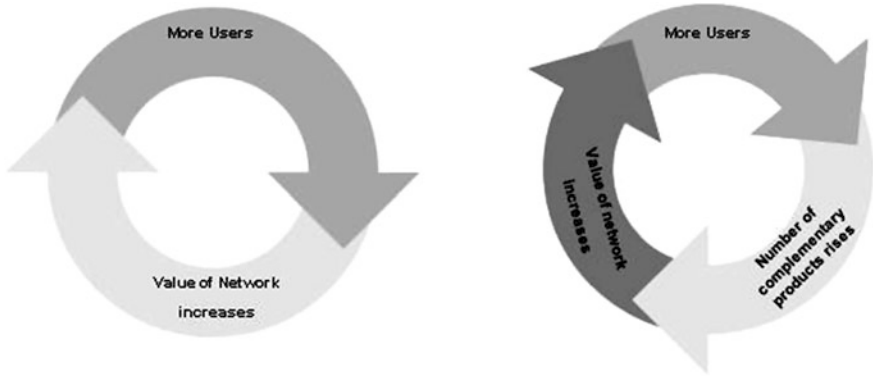 More Users
Value of Network
increases
More Users
Number of
complementary
products rises
Value of network
increases